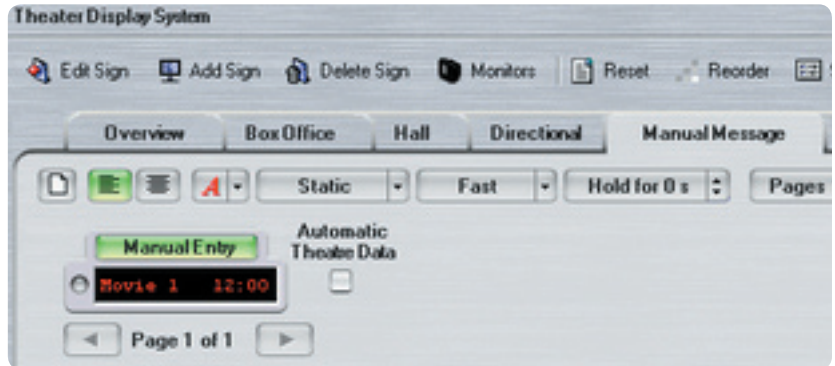 Theater Display System
Edit Sign Add Sign Delete Sign Monitors Reset Reorder
Overview Box Office Hall Directional Manual Message
A Static Fast Hold for 0 s Pages
Automatic
Manual Entry Theatre Data
Movie 1 12:00
Page 1 of 1